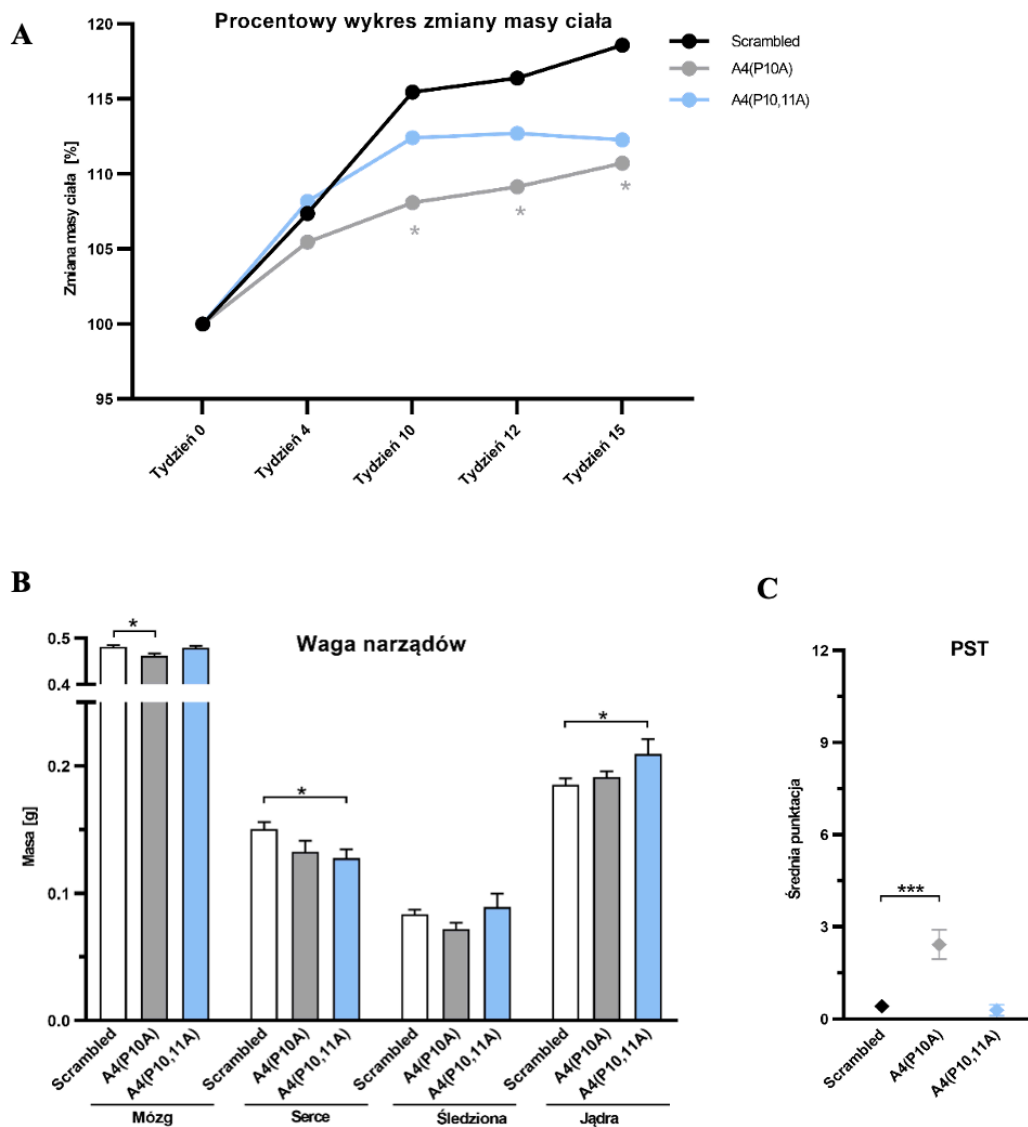 A
Procentowy wykres zmiany masy ciała
Zmiana masy ciała [%]
120
115
110
105
100
95
*
*
*
Tydzień 0
Tydzień 4
Tydzień 10
Tydzień 12
Tydzień 15
Scrambled
A4(P10A)
A4(P10,11A)
B
Waga narządów
Masa [g]
0.5
0.4
0.2
0.1
0.0
*
*
*
Scrambled
A4(P10A)
A4(P10,11A)
Scrambled
A4(P10A)
A4(P10,11A)
Scrambled
A4(P10A)
A4(P10,11A)
Scrambled
A4(P10A)
A4(P10,11A)
Mózg
Serce
Śledziona
Jądra
C
PST
Średnia punktacja
12
9
6
3
0
***
Scrambled
A4(P10A)
A4(P10,11A)